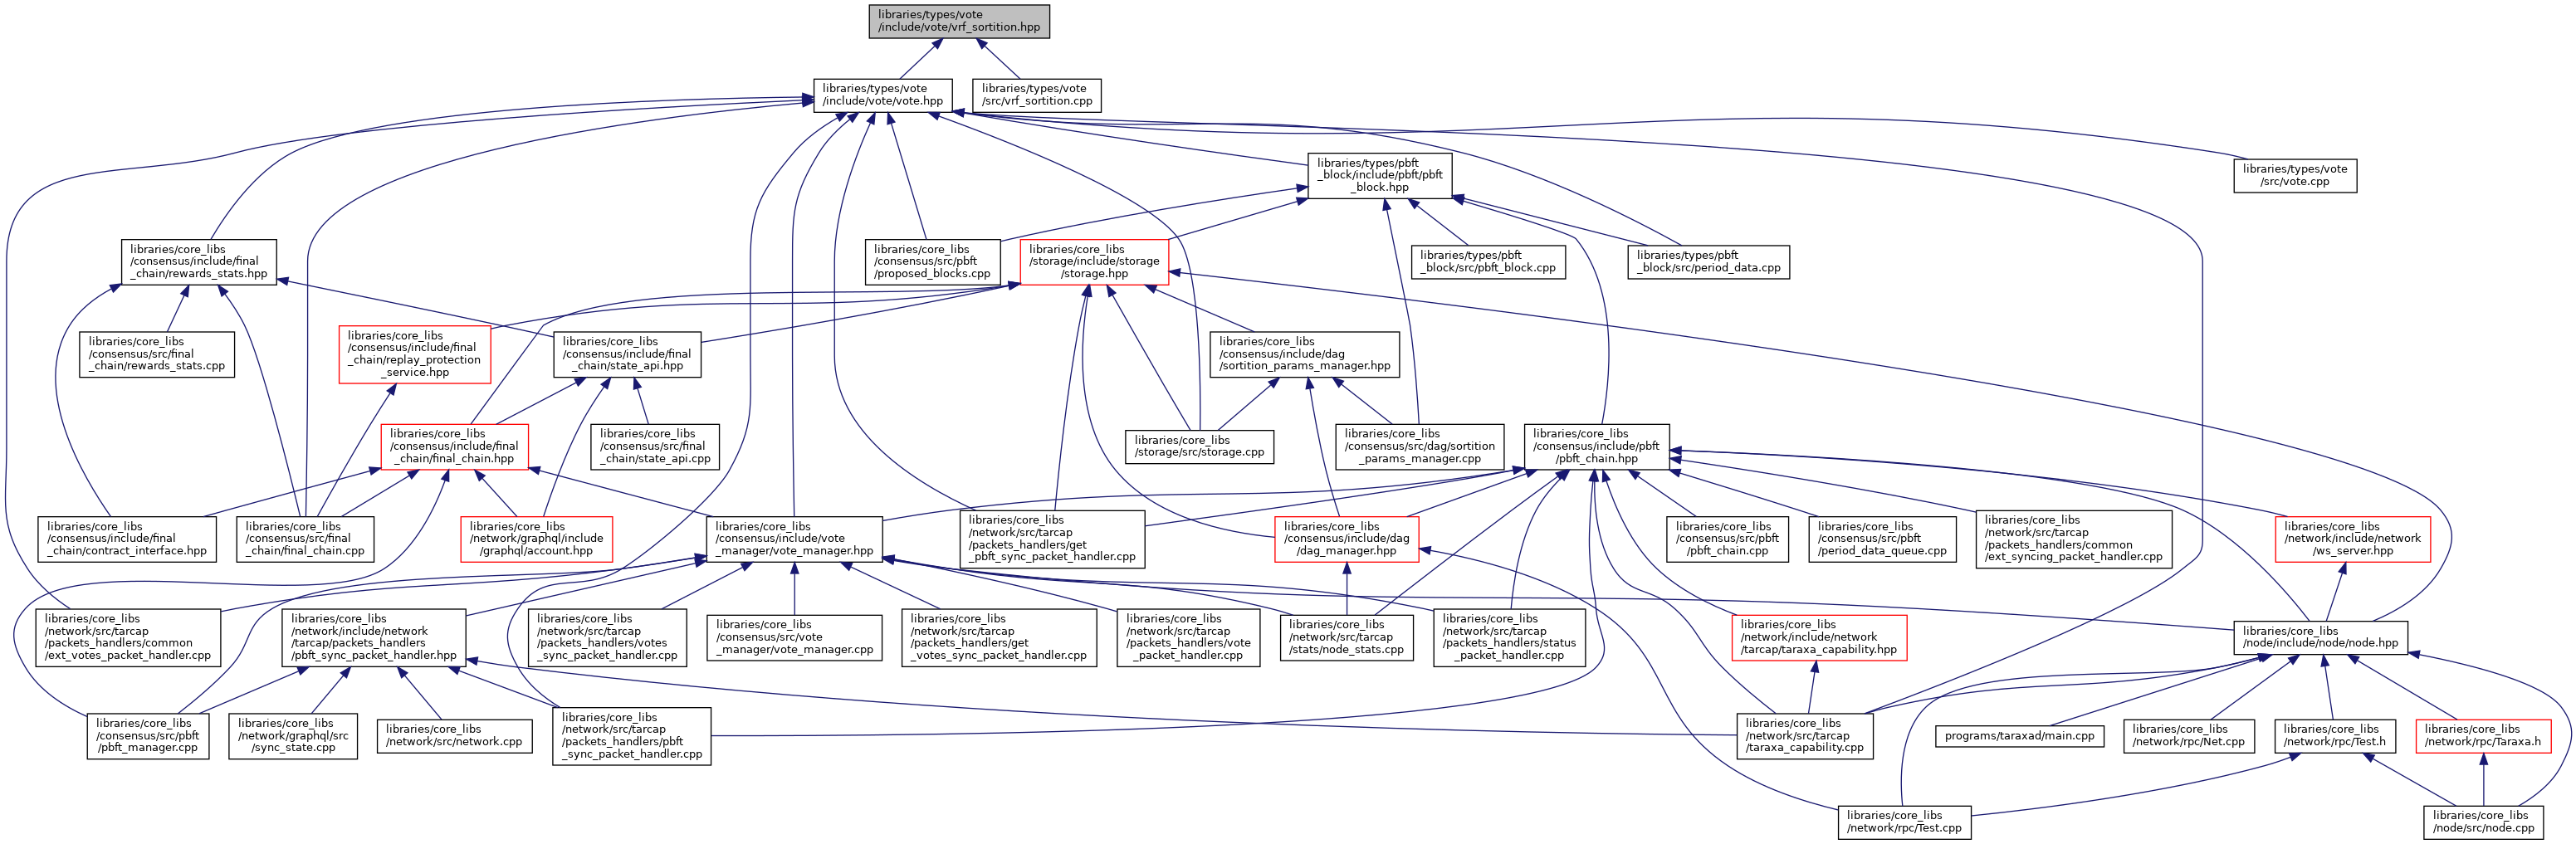 libraries/types/vote
/include/vote/vrf_sortition.hpp
libraries/types/vote
/include/vote/vote.hpp
libraries/types/vote
/src/vrf_sortition.cpp
libraries/types/pbft
_block/include/pbft/pbft
_block.hpp
libraries/types/vote
/src/vote.cpp
libraries/core_libs
/consensus/include/final
_chain/rewards_stats.hpp
libraries/core_libs
/consensus/src/pbft
/proposed_blocks.cpp
libraries/core_libs
/storage/include/storage
/storage.hpp
libraries/types/pbft
_block/src/pbft_block.cpp
libraries/types/pbft
_block/src/period_data.cpp
libraries/core_libs
/consensus/src/final
_chain/rewards_stats.cpp
libraries/core_libs
/consensus/include/final
_chain/replay_protection
_service.hpp
libraries/core_libs
/consensus/include/final
_chain/state_api.hpp
libraries/core_libs
/consensus/include/dag
/sortition_params_manager.hpp
libraries/core_libs
/consensus/include/final
_chain/final_chain.hpp
libraries/core_libs
/consensus/src/final
_chain/state_api.cpp
libraries/core_libs
/storage/src/storage.cpp
libraries/core_libs
/consensus/src/dag/sortition
_params_manager.cpp
libraries/core_libs
/consensus/include/pbft
/pbft_chain.hpp
libraries/core_libs
/consensus/include/final
_chain/contract_interface.hpp
libraries/core_libs
/consensus/src/final
_chain/final_chain.cpp
libraries/core_libs
/network/graphql/include
/graphql/account.hpp
libraries/core_libs
/consensus/include/vote
_manager/vote_manager.hpp
libraries/core_libs
/network/src/tarcap
/packets_handlers/get
_pbft_sync_packet_handler.cpp
libraries/core_libs
/consensus/include/dag
/dag_manager.hpp
libraries/core_libs
/consensus/src/pbft
/pbft_chain.cpp
libraries/core_libs
/consensus/src/pbft
/period_data_queue.cpp
libraries/core_libs
/network/src/tarcap
/packets_handlers/common
/ext_syncing_packet_handler.cpp
libraries/core_libs
/network/include/network
/ws_server.hpp
libraries/core_libs
/network/src/tarcap
/packets_handlers/common
/ext_votes_packet_handler.cpp
libraries/core_libs
/network/include/network
/tarcap/packets_handlers
/pbft_sync_packet_handler.hpp
libraries/core_libs
/network/src/tarcap
/packets_handlers/votes
_sync_packet_handler.cpp
libraries/core_libs
/consensus/src/vote
_manager/vote_manager.cpp
libraries/core_libs
/network/src/tarcap
/packets_handlers/get
_votes_sync_packet_handler.cpp
libraries/core_libs
/network/src/tarcap
/packets_handlers/vote
_packet_handler.cpp
libraries/core_libs
/network/src/tarcap
/stats/node_stats.cpp
libraries/core_libs
/network/src/tarcap
/packets_handlers/status
_packet_handler.cpp
libraries/core_libs
/network/include/network
/tarcap/taraxa_capability.hpp
libraries/core_libs
/node/include/node/node.hpp
libraries/core_libs
/consensus/src/pbft
/pbft_manager.cpp
libraries/core_libs
/network/graphql/src
/sync_state.cpp
libraries/core_libs
/network/src/network.cpp
libraries/core_libs
/network/src/tarcap
/packets_handlers/pbft
_sync_packet_handler.cpp
libraries/core_libs
/network/src/tarcap
/taraxa_capability.cpp
programs/taraxad/main.cpp
libraries/core_libs
/network/rpc/Net.cpp
libraries/core_libs
/network/rpc/Test.h
libraries/core_libs
/network/rpc/Taraxa.h
libraries/core_libs
/network/rpc/Test.cpp
libraries/core_libs
/node/src/node.cpp